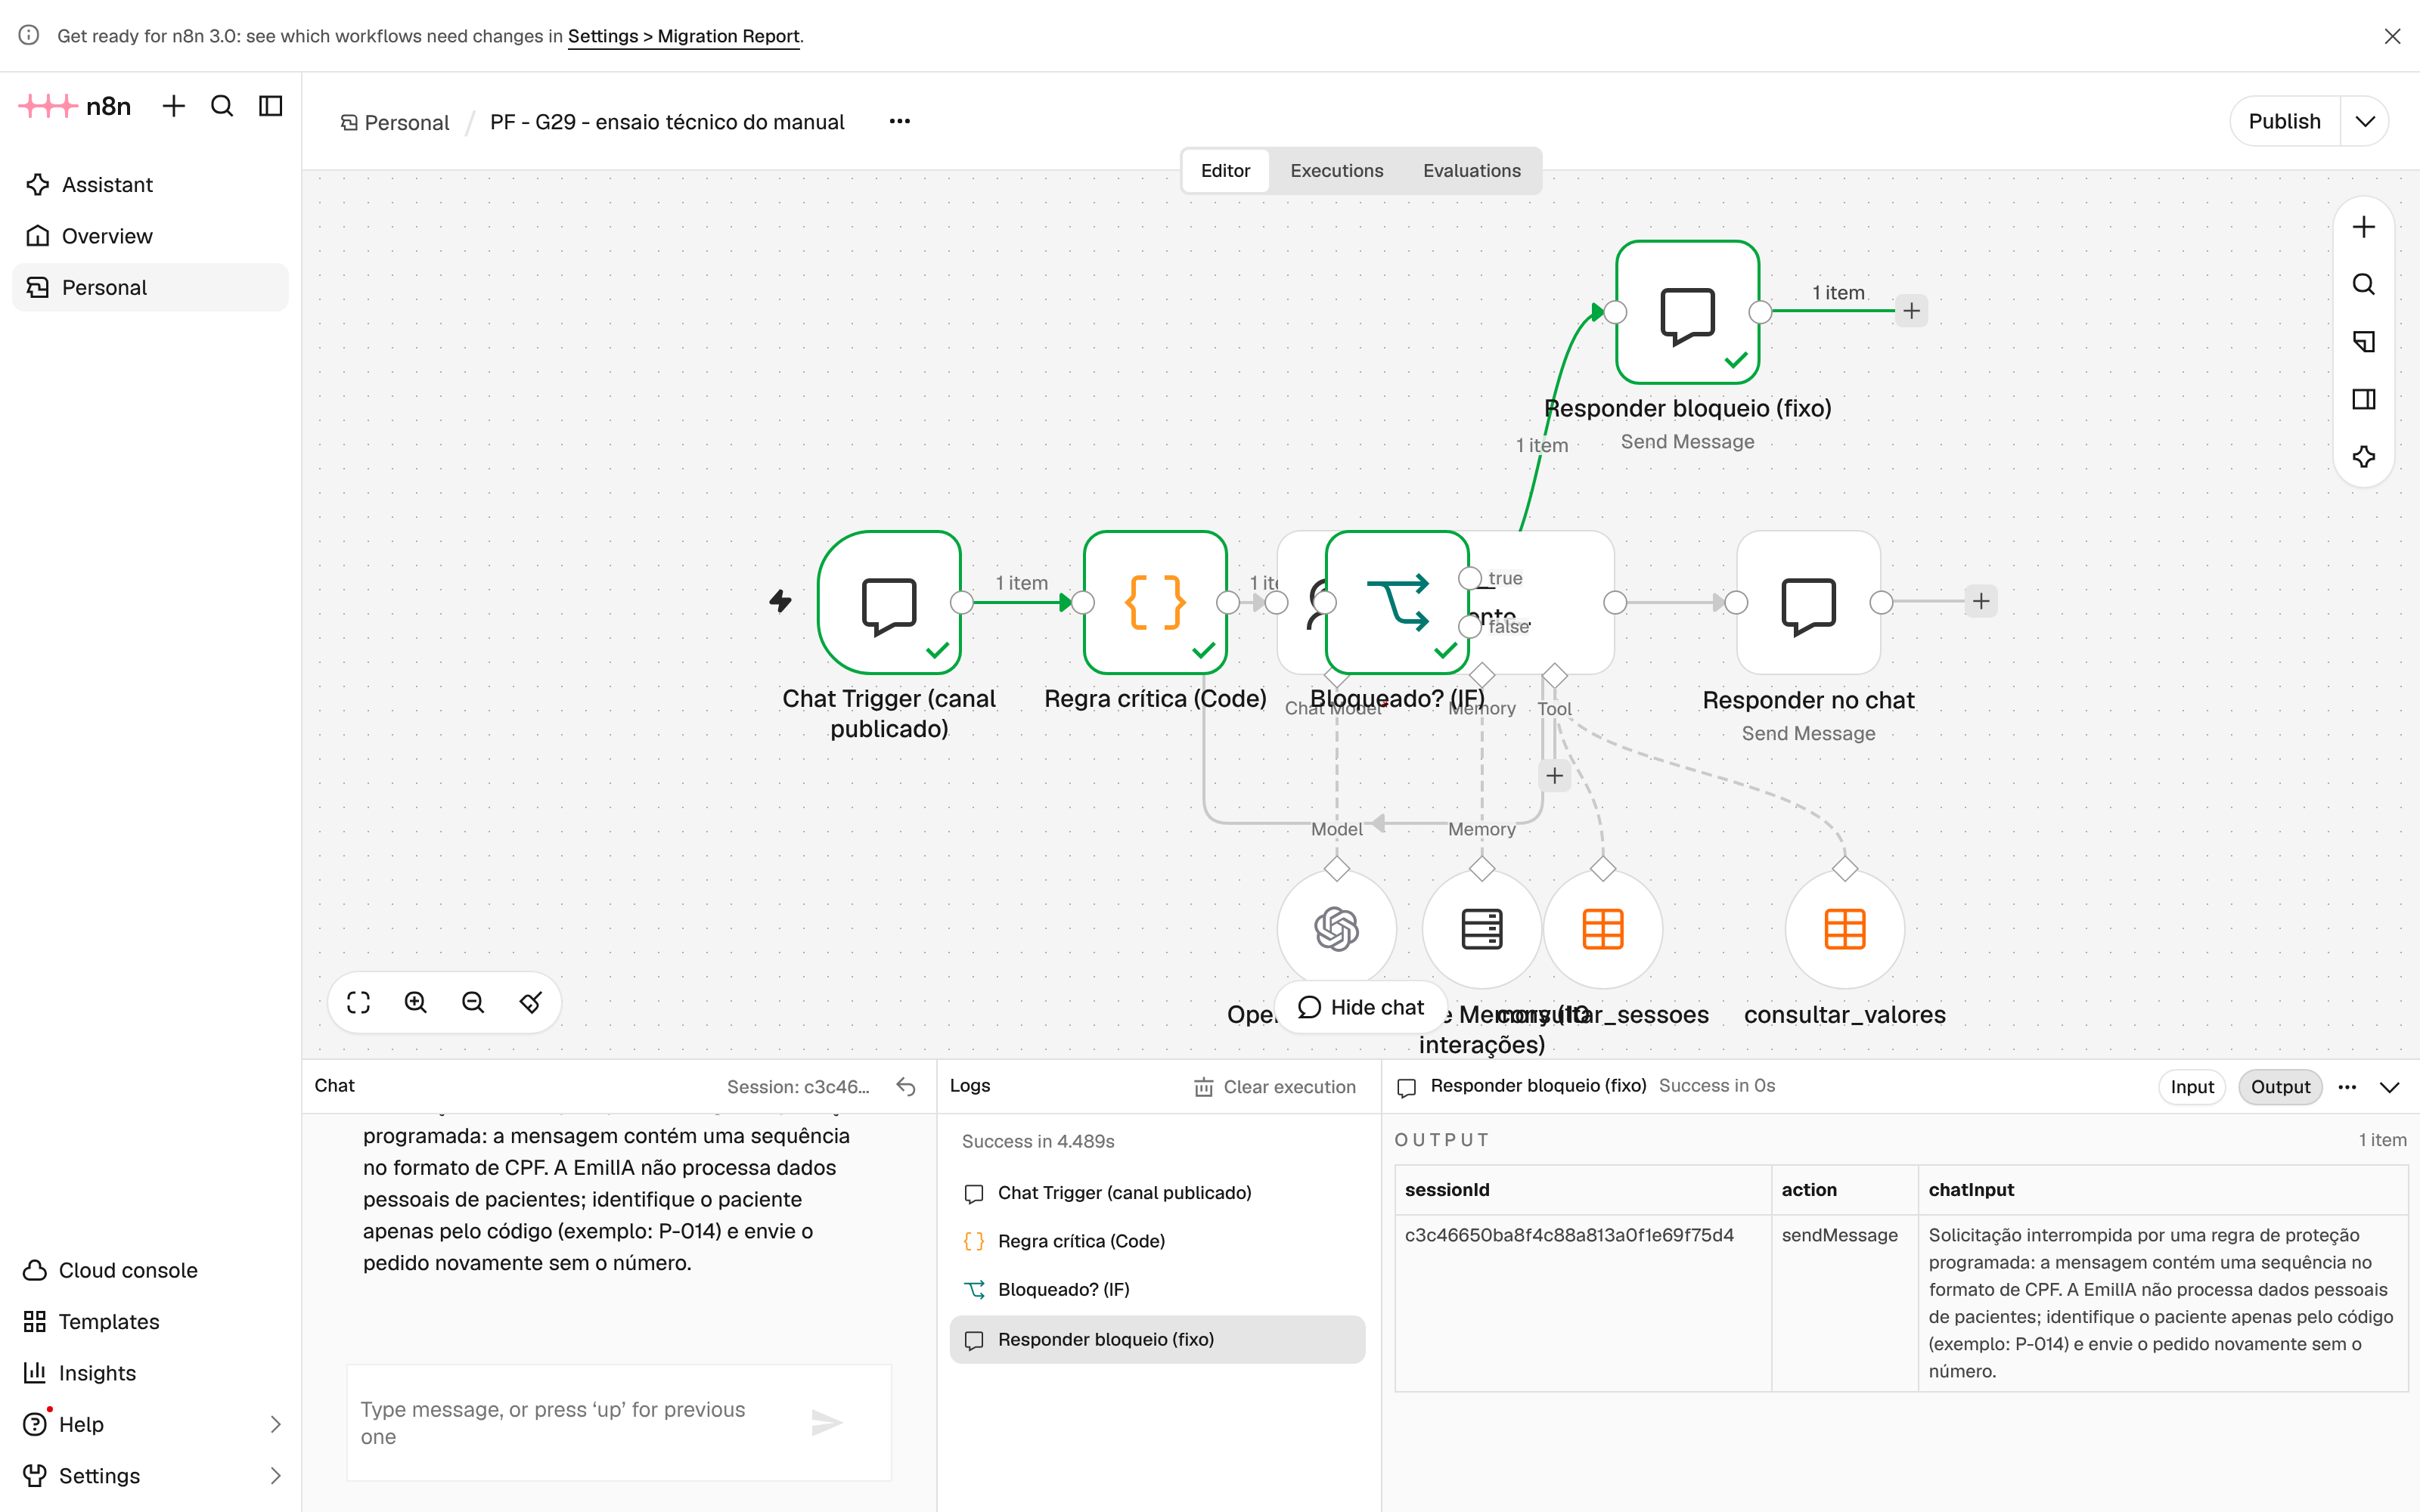 Get ready for n8n 3.0: see which workflows need changes in Settings > Migration Report.
n8n
Personal / PF - G29 - ensaio técnico do manual
Publish
Editor
Executions
Evaluations
Assistant
Overview
Personal
1 item
Responder bloqueio (fixo)
Send Message
1 item
1 item
true
false
Chat Trigger (canal
publicado)
Regra crítica (Code)
Bloqueado? (IF)
Chat Model
Memory
Tool
Responder no chat
Send Message
Model
Memory
Hide chat
interações)
consultar_valores
Cloud console
Templates
Insights
Help
Settings
Chat
Session: c3c46...
programada: a mensagem contém uma sequência
no formato de CPF. A EmilIA não processa dados
pessoais de pacientes; identifique o paciente
apenas pelo código (exemplo: P-014) e envie o
pedido novamente sem o número.
Type message, or press ‘up’ for previous
one
Logs
Clear execution
Success in 4.489s
Chat Trigger (canal publicado)
Regra crítica (Code)
Bloqueado? (IF)
Responder bloqueio (fixo)
Responder bloqueio (fixo) Success in 0s
Input
Output
OUTPUT
1 item
sessionId
action
chatInput
c3c46650ba8f4c88a813a0f1e69f75d4
sendMessage
Solicitação interrompida por uma regra de proteção
programada: a mensagem contém uma sequência no
formato de CPF. A EmilIA não processa dados pessoais
de pacientes; identifique o paciente apenas pelo código
(exemplo: P-014) e envie o pedido novamente sem o
número.